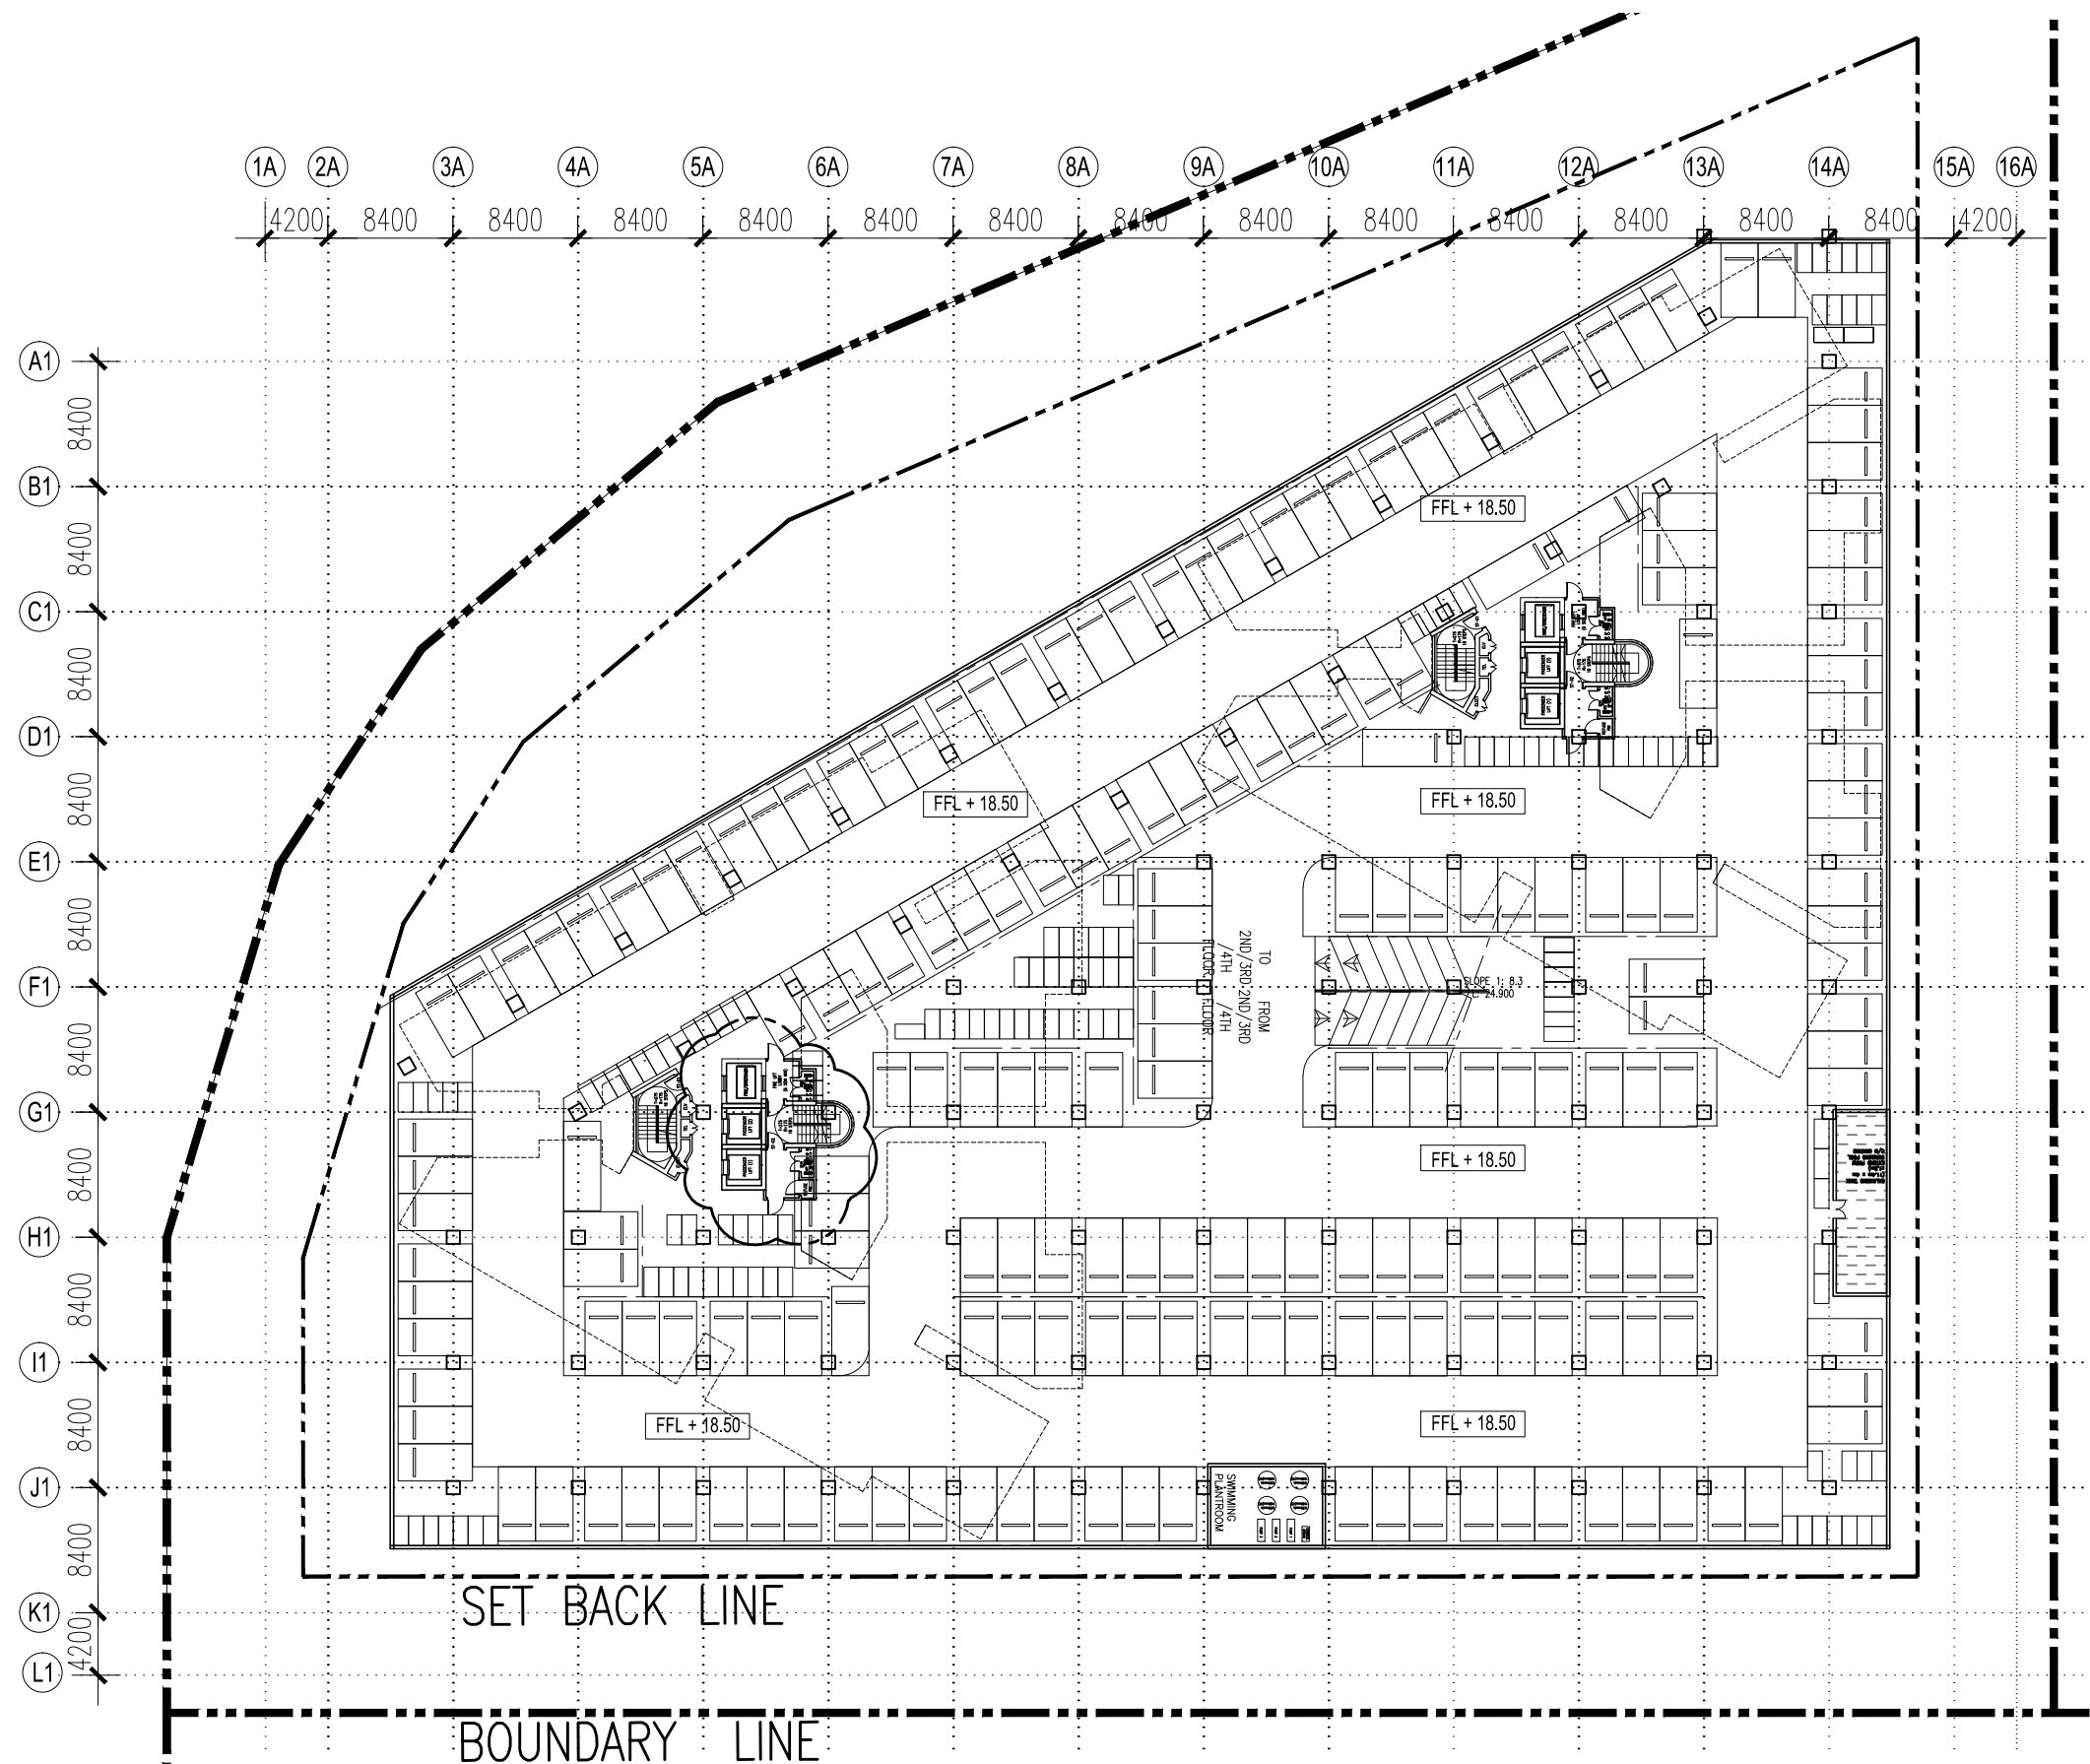 1A 2A 3A 4A 5A 6A 7A 8A 9A 10A 11A 12A 13A 14A 15A 16A
4200 8400 8400 8400 8400 8400 8400 8400 8400 8400 8400 8400 8400 8400 4200
A1
8400
B1
8400
C1
8400
D1
8400
E1
8400
F1
8400
G1
8400
H1
8400
I1
8400
J1
8400
K1
4200
L1
FFL + 18.50
FFL + 18.50
FFL + 18.50
TO
2ND/3RD
/4TH
FLOOR
FROM
2ND/3RD
/4TH
FLOOR
SLOPE 1: 8.3
L: 24.900
FFL + 18.50
FFL + 18.50
FFL + 18.50
SWIMMING
PLANTROOM
SET BACK LINE
BOUNDARY LINE